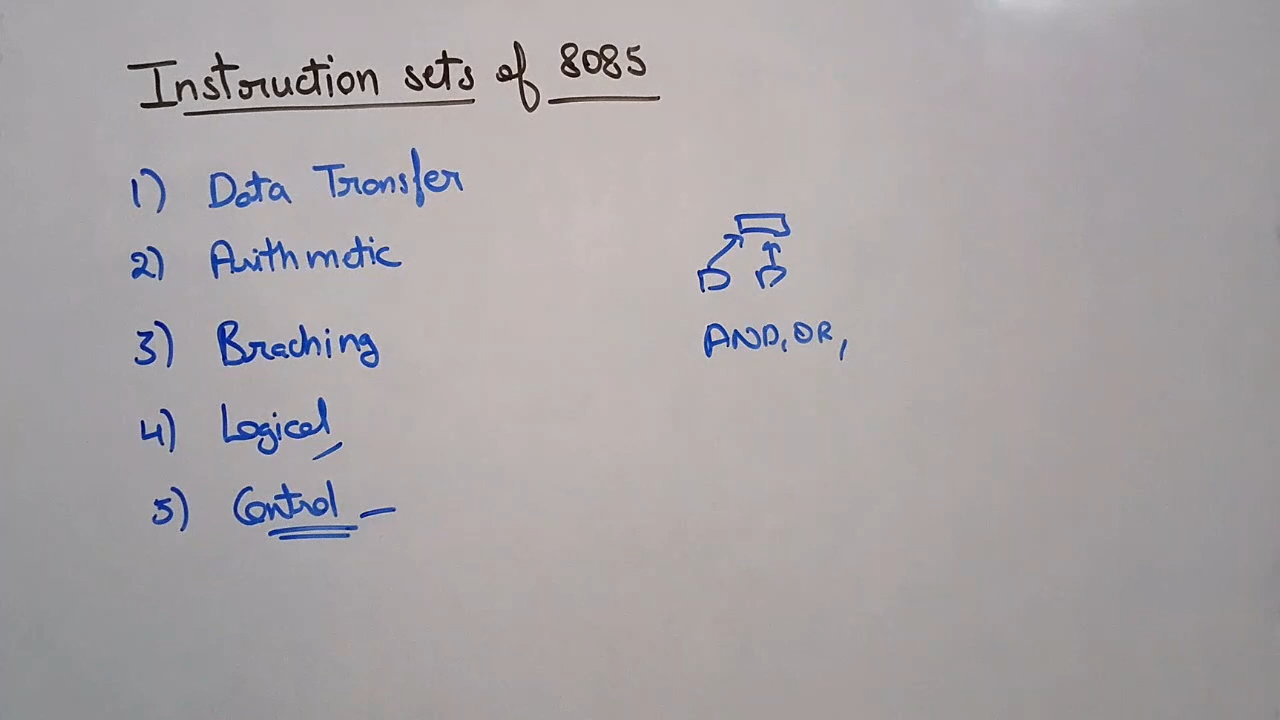 Instruction sets of 8085
1) Data Transfer
2) Arithmetic
3) Braching
4) Logical
5) Control -
D D
AND, OR,